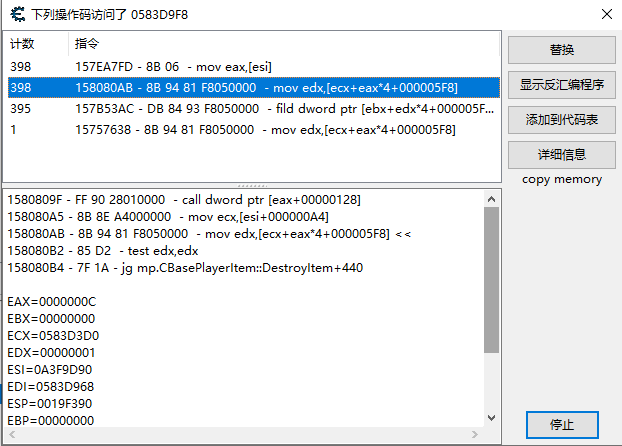 下列操作码访问了 0583D9F8
计数 指令
398 157EA7FD - 8B 06 - mov eax,[esi]
398 158080AB - 8B 94 81 F8050000 - mov edx,[ecx+eax*4+000005F8]
395 157B53AC - DB 84 93 F8050000 - fild dword ptr [ebx+edx*4+000005F...
1 15757638 - 8B 94 81 F8050000 - mov edx,[ecx+eax*4+000005F8]
替换
显示反汇编程序
添加到代码表
详细信息
copy memory
1580809F - FF 90 28010000 - call dword ptr [eax+00000128]
158080A5 - 8B 8E A4000000 - mov ecx,[esi+000000A4]
158080AB - 8B 94 81 F8050000 - mov edx,[ecx+eax*4+000005F8] <<
158080B2 - 85 D2 - test edx,edx
158080B4 - 7F 1A - jg mp.CBasePlayerItem::DestroyItem+440
EAX=0000000C
EBX=00000000
ECX=0583D3D0
EDX=00000001
ESI=0A3F9D90
EDI=0583D968
ESP=0019F390
EBP=00000000
停止